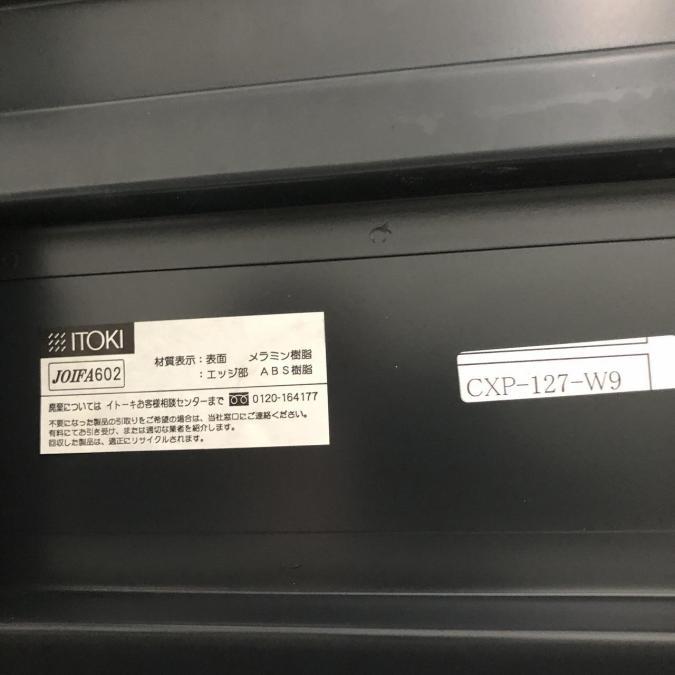 ITOKI
JOIFA602
材質表示：表面　メラミン樹脂
：エッジ部　ABS樹脂
廃棄については イトーキお客様相談センターまで 0120-164177
不要になった製品の引取りをご希望の場合は、当社窓口にご連絡ください。
有料にてお引き受け、または適切な業者を紹介します。
回収した製品は、適正にリサイクルされます。
CXP-127-W9